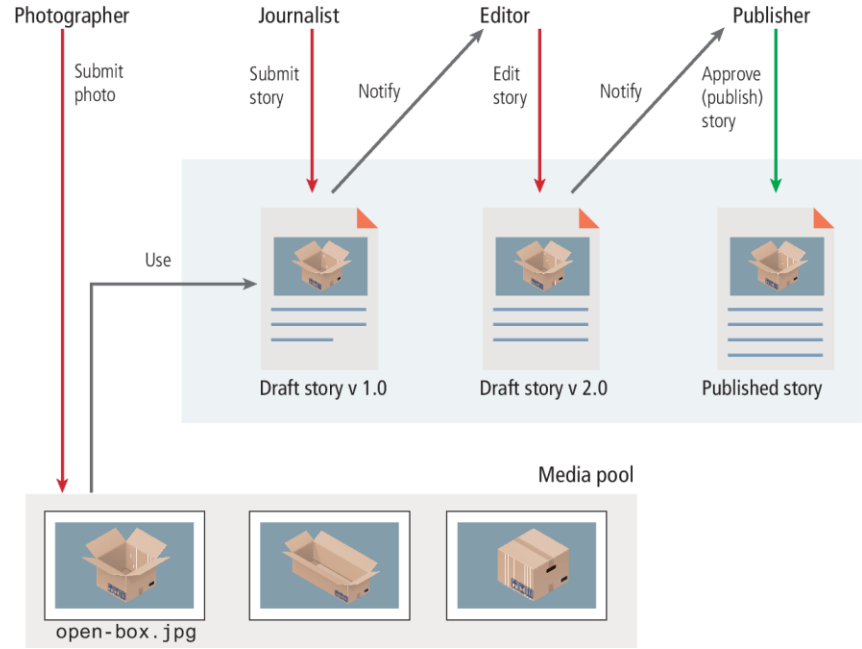 Photographer
Journalist
Editor
Publisher
Submit
photo
Submit
story
Notify
Edit
story
Notify
Approve
(publish)
story
Use
Draft story v 1.0
Draft story v 2.0
Published story
Media pool
open-box.jpg